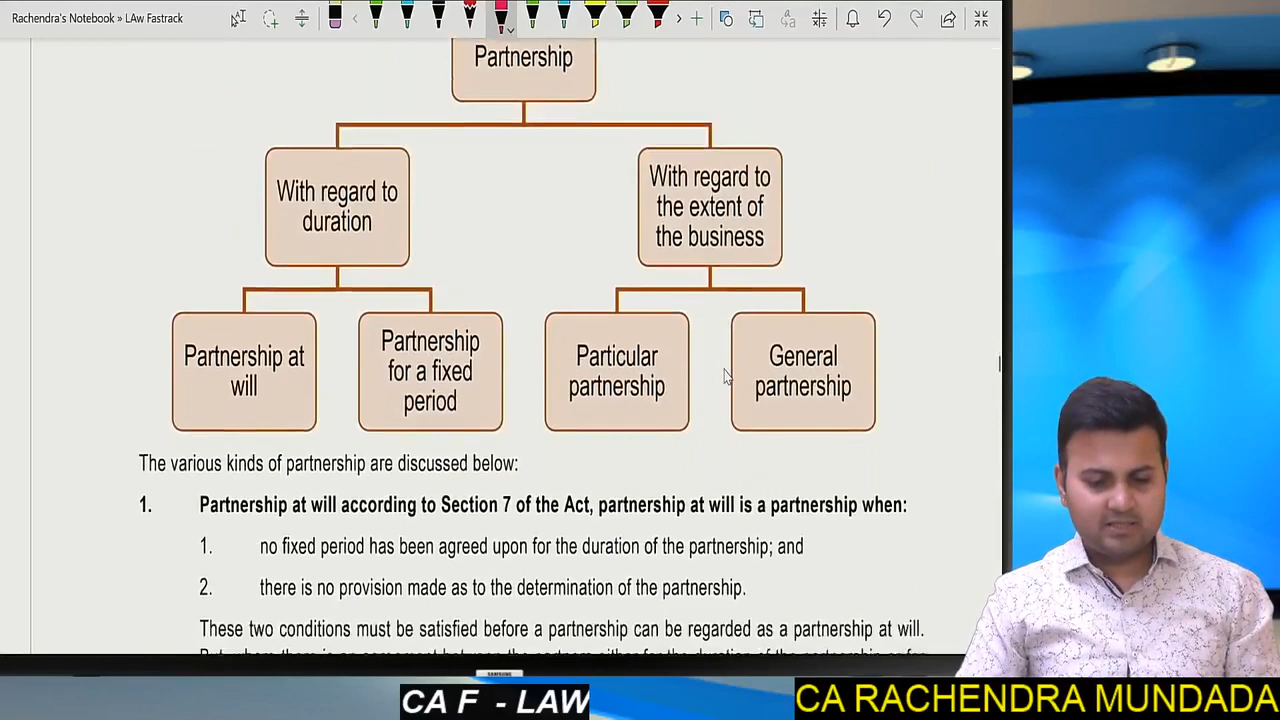 Rachendra's Notebook » LAw Fastrack
Partnership
With regard to
duration
With regard to
the extent of
the business
Partnership at
will
Partnership
for a fixed
period
Particular
partnership
General
partnership
The various kinds of partnership are discussed below:
1. Partnership at will according to Section 7 of the Act, partnership at will is a partnership when:
1. no fixed period has been agreed upon for the duration of the partnership; and
2. there is no provision made as to the determination of the partnership.
These two conditions must be satisfied before a partnership can be regarded as a partnership at will.
SAMSUNG
CA F - LAW
CA RACHENDRA MUNDADA